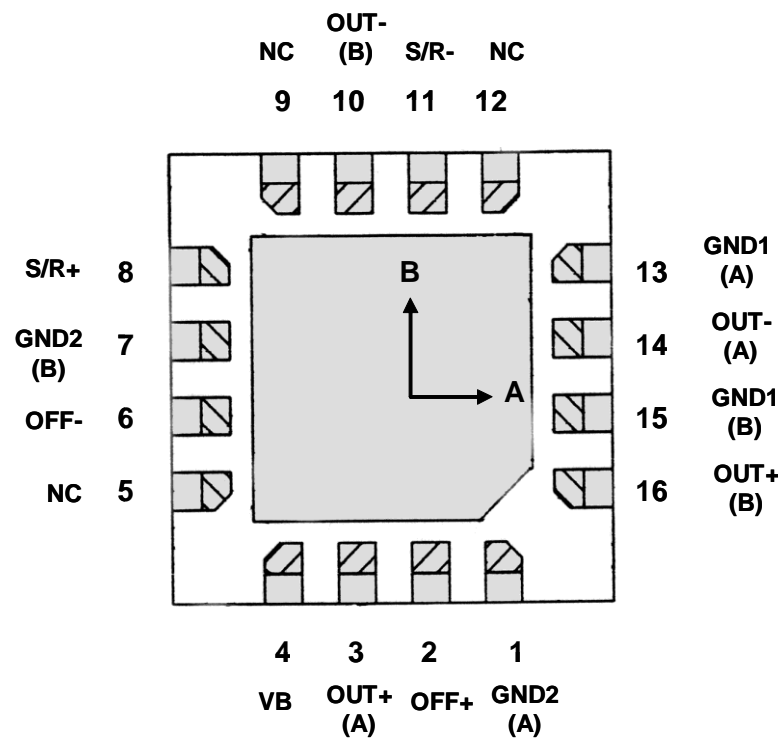 OUT-
NC (B) S/R- NC
9 10 11 12
S/R+ 8
GND2
(B) 7
OFF- 6
NC 5
B
A
13 GND1
(A)
14 OUT-
(A)
15 GND1
(B)
16 OUT+
(B)
4 3 2 1
VB OUT+ OFF+ GND2
(A) (A)